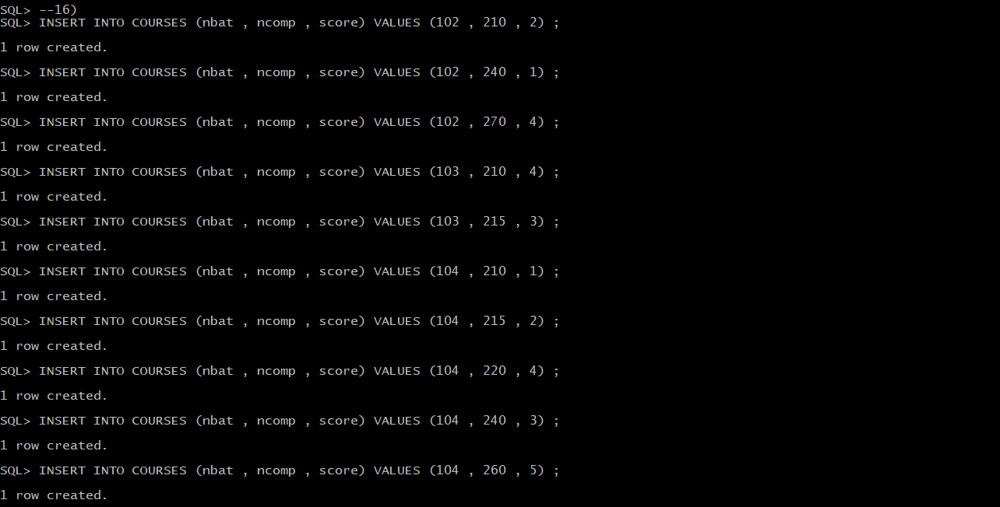 SQL> --16)
SQL> INSERT INTO COURSES (nbat , ncomp , score) VALUES (102 , 210 , 2) ;
1 row created.
SQL> INSERT INTO COURSES (nbat , ncomp , score) VALUES (102 , 240 , 1) ;
1 row created.
SQL> INSERT INTO COURSES (nbat , ncomp , score) VALUES (102 , 270 , 4) ;
1 row created.
SQL> INSERT INTO COURSES (nbat , ncomp , score) VALUES (103 , 210 , 4) ;
1 row created.
SQL> INSERT INTO COURSES (nbat , ncomp , score) VALUES (103 , 215 , 3) ;
1 row created.
SQL> INSERT INTO COURSES (nbat , ncomp , score) VALUES (104 , 210 , 1) ;
1 row created.
SQL> INSERT INTO COURSES (nbat , ncomp , score) VALUES (104 , 215 , 2) ;
1 row created.
SQL> INSERT INTO COURSES (nbat , ncomp , score) VALUES (104 , 220 , 4) ;
1 row created.
SQL> INSERT INTO COURSES (nbat , ncomp , score) VALUES (104 , 240 , 3) ;
1 row created.
SQL> INSERT INTO COURSES (nbat , ncomp , score) VALUES (104 , 260 , 5) ;
1 row created.